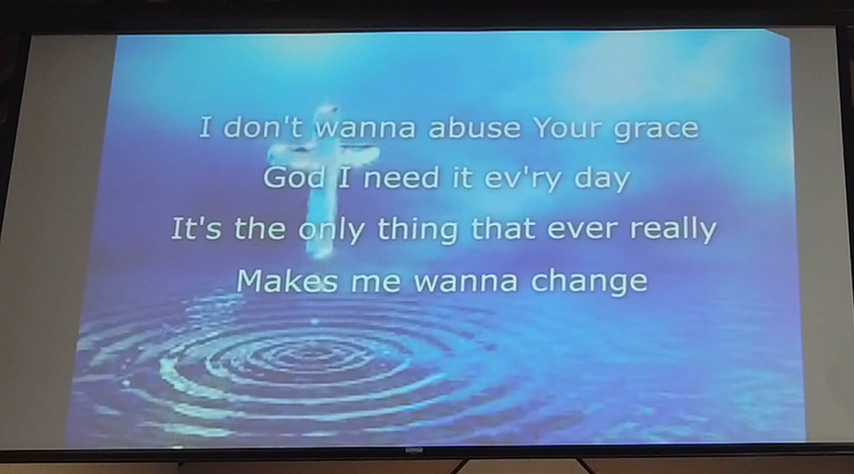 I don't wanna abuse Your grace
God I need it ev'ry day
It's the only thing that ever really
Makes me wanna change